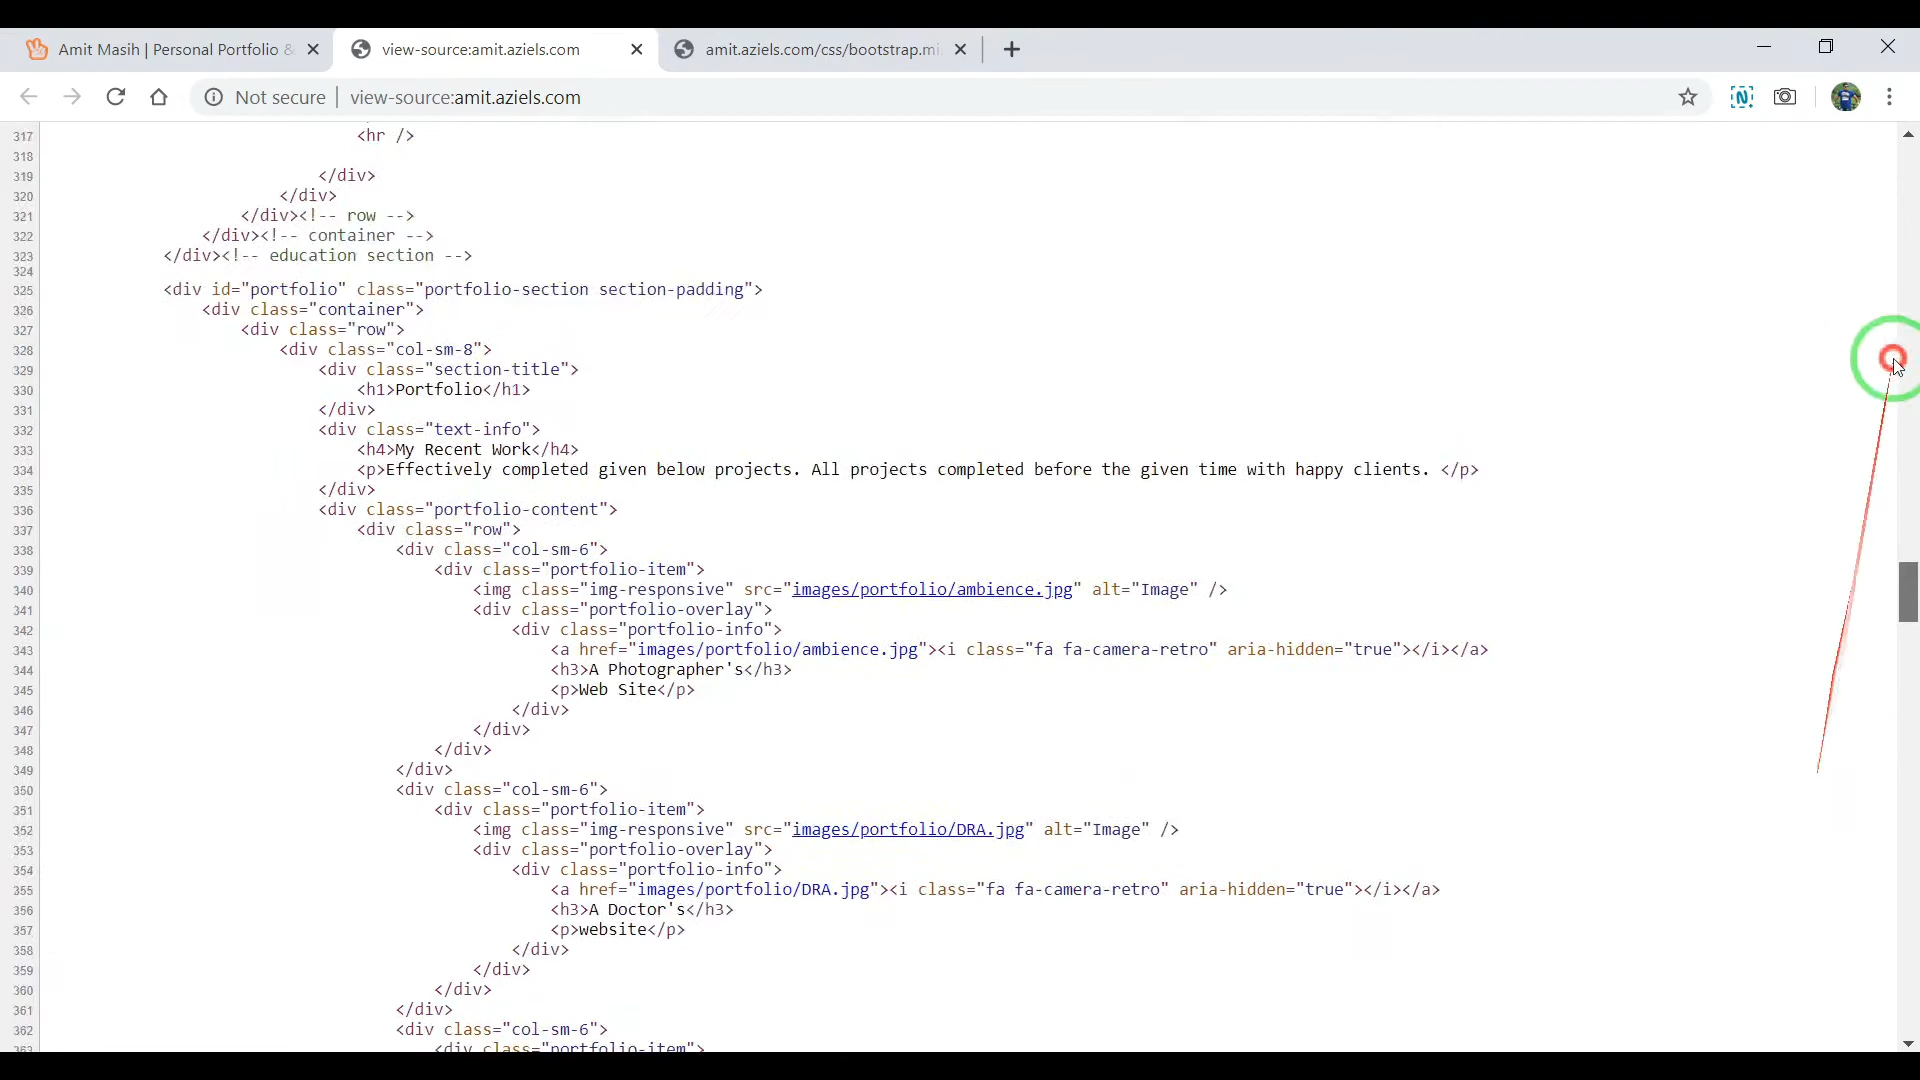 Amit Masih | Personal Portfolio &
view-source:amit.aziels.com
amit.aziels.com/css/bootstrap.mi
Not secure
view-source:amit.aziels.com
317 <hr />
318
319 </div>
320 </div>
321 </div><!-- row -->
322 </div><!-- container -->
323 </div><!-- education section -->
324
325 <div id="portfolio" class="portfolio-section section-padding">
326 <div class="container">
327 <div class="row">
328 <div class="col-sm-8">
329 <div class="section-title">
330 <h1>Portfolio</h1>
331 </div>
332 <div class="text-info">
333 <h4>My Recent Work</h4>
334 <p>Effectively completed given below projects. All projects completed before the given time with happy clients. </p>
335 </div>
336 <div class="portfolio-content">
337 <div class="row">
338 <div class="col-sm-6">
339 <div class="portfolio-item">
340 <img class="img-responsive" src="images/portfolio/ambience.jpg" alt="Image" />
341 <div class="portfolio-overlay">
342 <div class="portfolio-info">
343 <a href="images/portfolio/ambience.jpg"><i class="fa fa-camera-retro" aria-hidden="true"></i></a>
344 <h3>A Photographer's</h3>
345 <p>Web Site</p>
346 </div>
347 </div>
348 </div>
349 </div>
350 <div class="col-sm-6">
351 <div class="portfolio-item">
352 <img class="img-responsive" src="images/portfolio/DRA.jpg" alt="Image" />
353 <div class="portfolio-overlay">
354 <div class="portfolio-info">
355 <a href="images/portfolio/DRA.jpg"><i class="fa fa-camera-retro" aria-hidden="true"></i></a>
356 <h3>A Doctor's</h3>
357 <p>website</p>
358 </div>
359 </div>
360 </div>
361 </div>
362 <div class="col-sm-6">
363 <div class="portfolio-item">